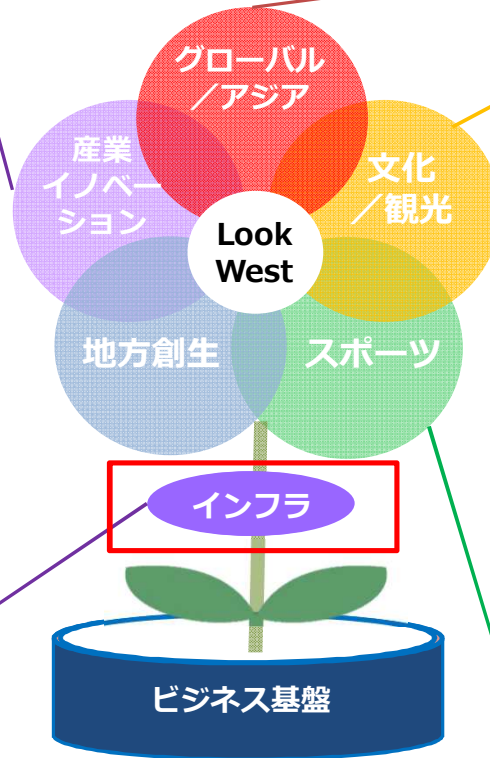 グローバル
／アジア
産業
イノベー
ション
文化
／観光
Look
West
地方創生
スポーツ
インフラ
ビジネス基盤